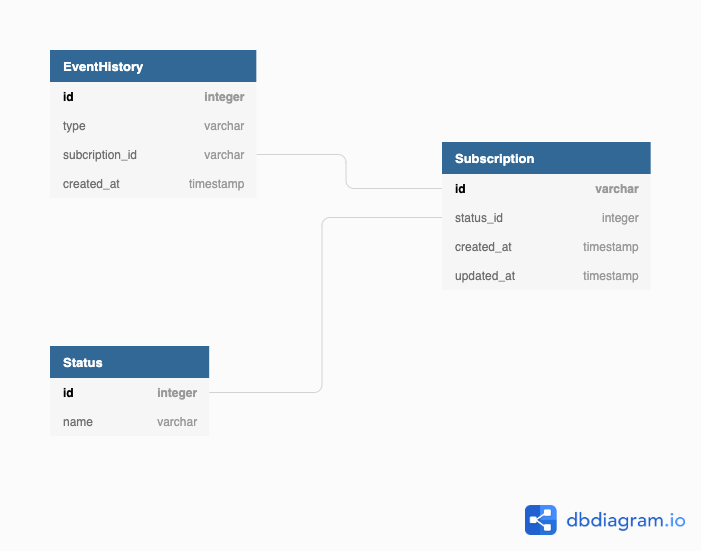 EventHistory
id integer
type varchar
subcription_id varchar
created_at timestamp
Subscription
id varchar
status_id integer
created_at timestamp
updated_at timestamp
Status
id integer
name varchar
dbdiagram.io